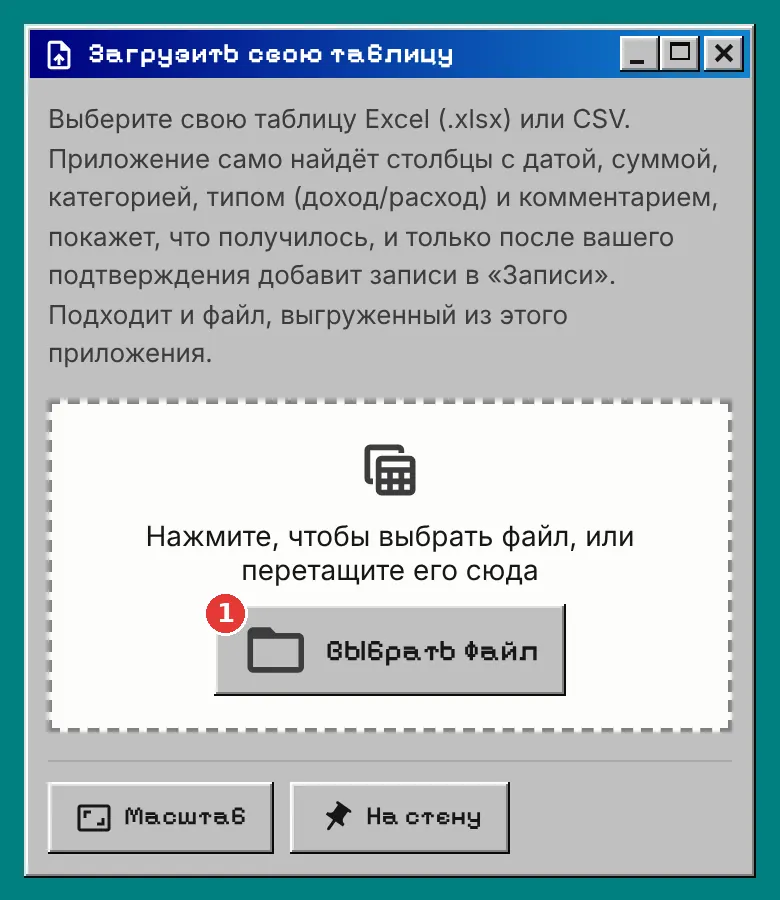 Загрузить свою таблицу
Выберите свою таблицу Excel (.xlsx) или CSV.
Приложение само найдёт столбцы с датой, суммой,
категорией, типом (доход/расход) и комментарием,
покажет, что получилось, и только после вашего
подтверждения добавит записи в «Записи».
Подходит и файл, выгруженный из этого
приложения.
Нажмите, чтобы выбрать файл, или
перетащите его сюда
1
Выбрать файл
Масштаб
На стену